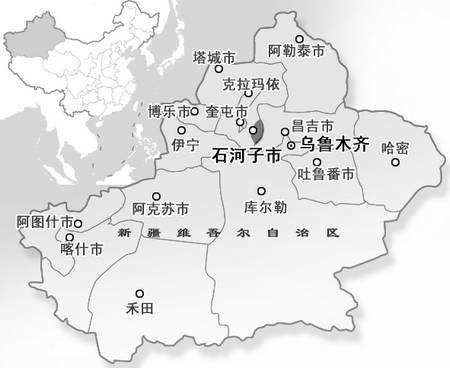 阿勒泰市
塔城市
克拉玛依
博乐市
奎屯市
昌吉市
伊宁
石河子市
乌鲁木齐
哈密
吐鲁番市
阿克苏市
库尔勒
阿图什市
新疆维吾尔自治区
喀什市
禾田